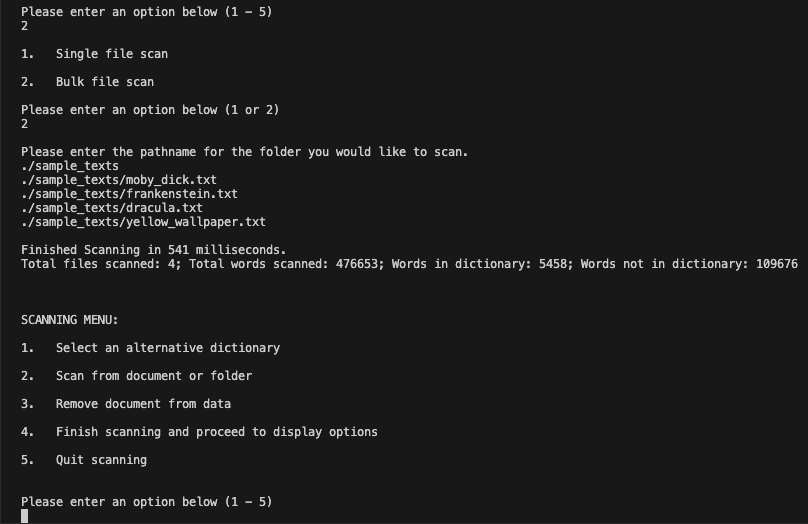 Please enter an option below (1 – 5)
2
1. Single file scan
2. Bulk file scan
Please enter an option below (1 or 2)
2
Please enter the pathname for the folder you would like to scan.
./sample_texts
./sample_texts/moby_dick.txt
./sample_texts/frankenstein.txt
./sample_texts/dracula.txt
./sample_texts/yellow_wallpaper.txt
Finished Scanning in 541 milliseconds.
Total files scanned: 4; Total words scanned: 476653; Words in dictionary: 5458; Words not in dictionary: 109676
SCANNING MENU:
1. Select an alternative dictionary
2. Scan from document or folder
3. Remove document from data
4. Finish scanning and proceed to display options
5. Quit scanning
Please enter an option below (1 – 5)